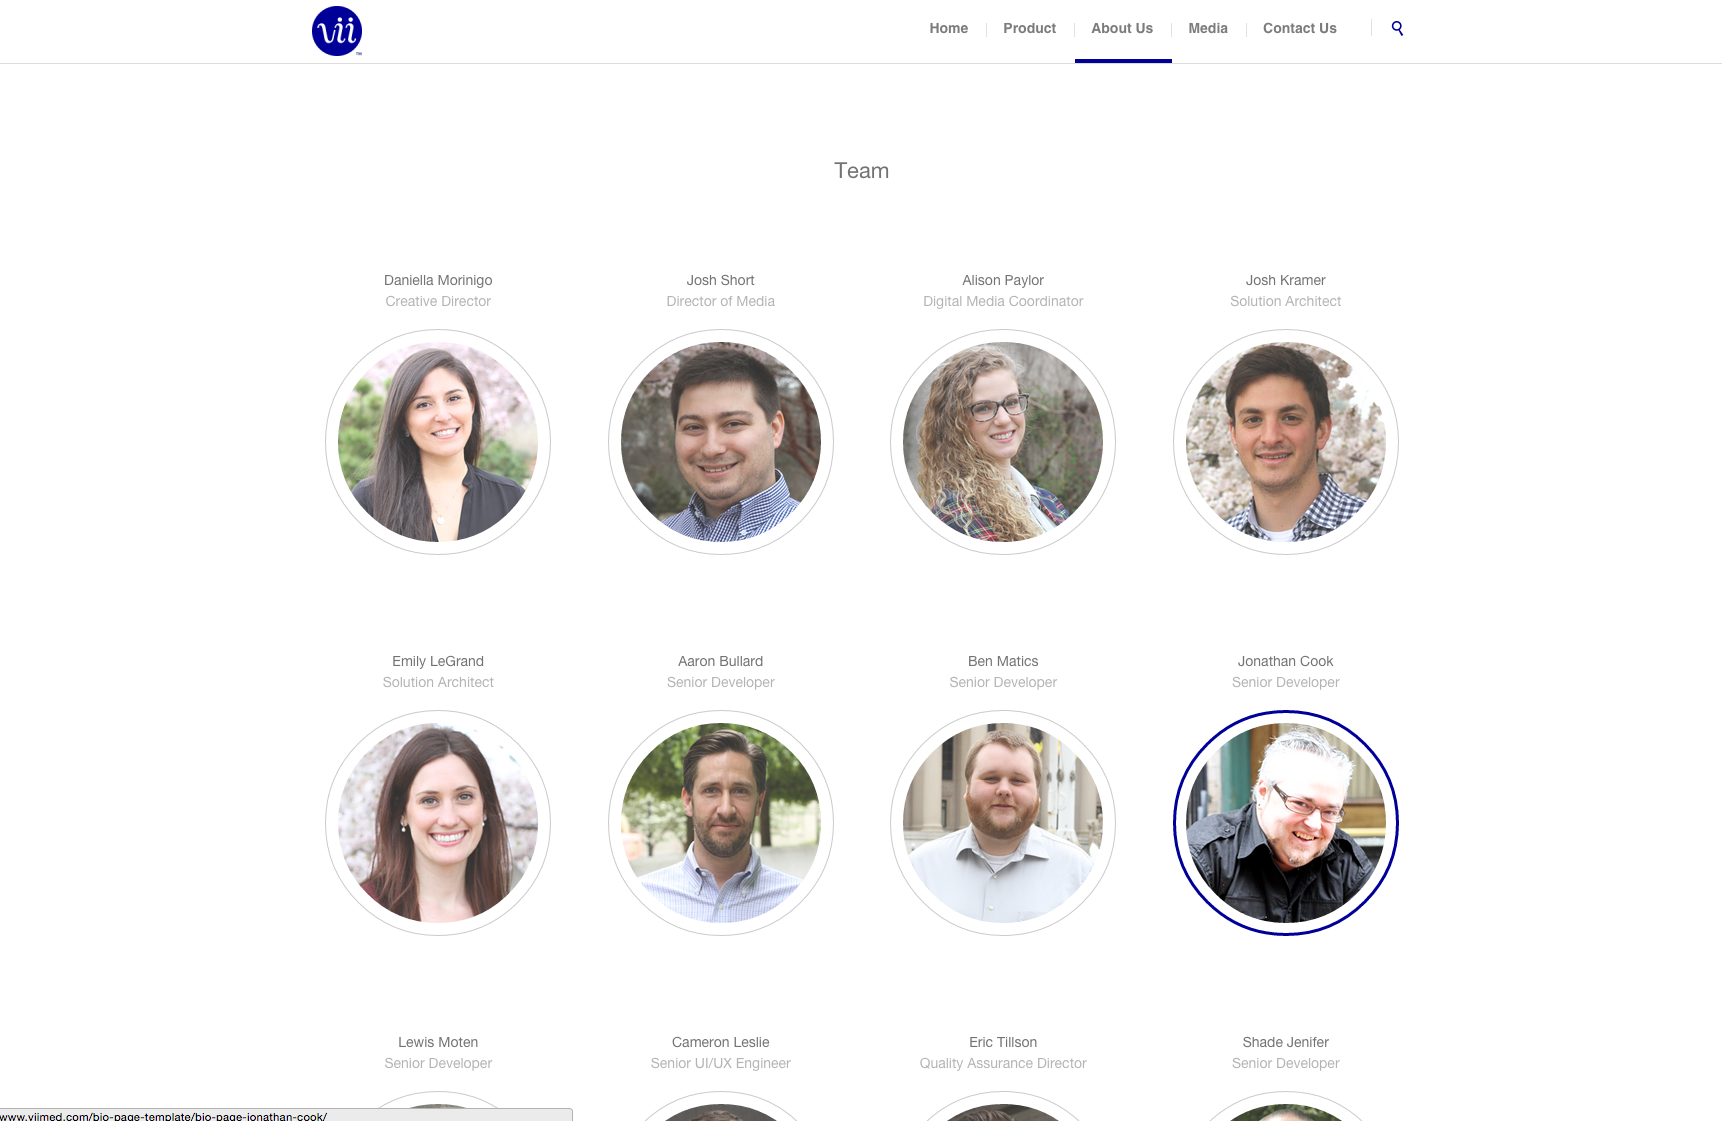 vii
Home
Product
About Us
Media
Contact Us
Team
Daniella Morinigo
Creative Director
Josh Short
Director of Media
Alison Paylor
Digital Media Coordinator
Josh Kramer
Solution Architect
Emily LeGrand
Solution Architect
Aaron Bullard
Senior Developer
Ben Matics
Senior Developer
Jonathan Cook
Senior Developer
Lewis Moten
Senior Developer
Cameron Leslie
Senior UI/UX Engineer
Eric Tillson
Quality Assurance Director
Shade Jenifer
Senior Developer
www.viimed.com/bio-page-template/bio-page-jonathan-cook/